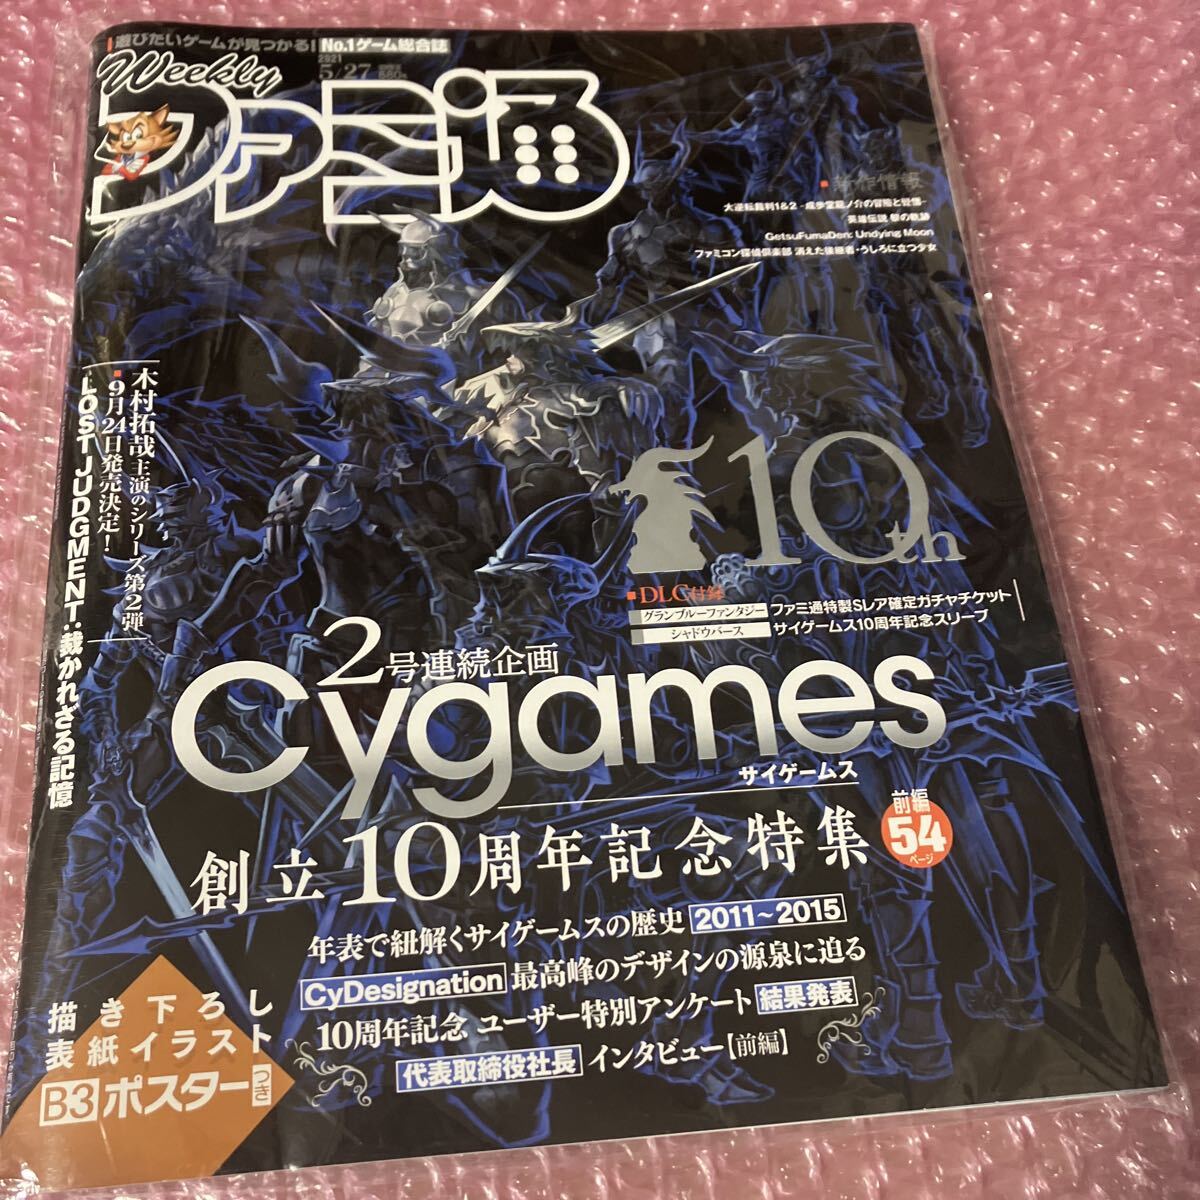 遊びたいゲームが見つかる!
No.1ゲーム総合誌
Weekly
2021
5/27
ファミ通
新作情報
大逆転裁判1&2 -成歩堂龍ノ介の冒險と覺悟-
英雄伝説 黎の軌跡
GetsuFumaDen: Undying Moon
ファミコン探偵倶楽部 消えた後継者・うしろに立つ少女
木村拓哉主演のシリーズ第2弾
9月24日発売決定!
LOST JUDGMENT:裁かれざる記憶
10th
DLC付録
グランブルーファンタジー ファミ通特製Sレア確定ガチャチケット
シャドウバース サイゲームス10周年記念スリーブ
2号連続企画
Cygames
サイゲームス
創立10周年記念特集
前編
54
ページ
年表で紐解くサイゲームスの歴史 2011~2015
CyDesignation 最高峰のデザインの源泉に迫る
10周年記念 ユーザー特別アンケート 結果発表
代表取締役社長 インタビュー【前編】
描き下ろし
表紙イラスト
B3ポスターつき